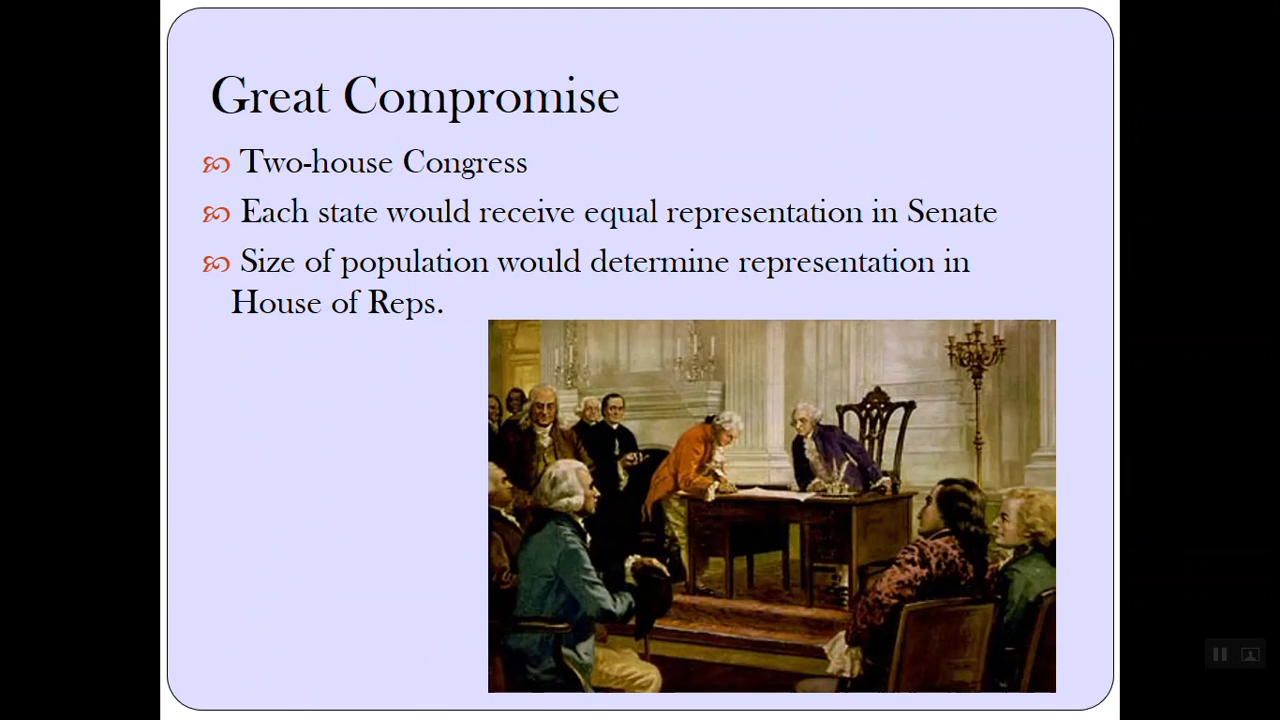 Great Compromise
Two-house Congress
Each state would receive equal representation in Senate
Size of population would determine representation in
House of Reps.